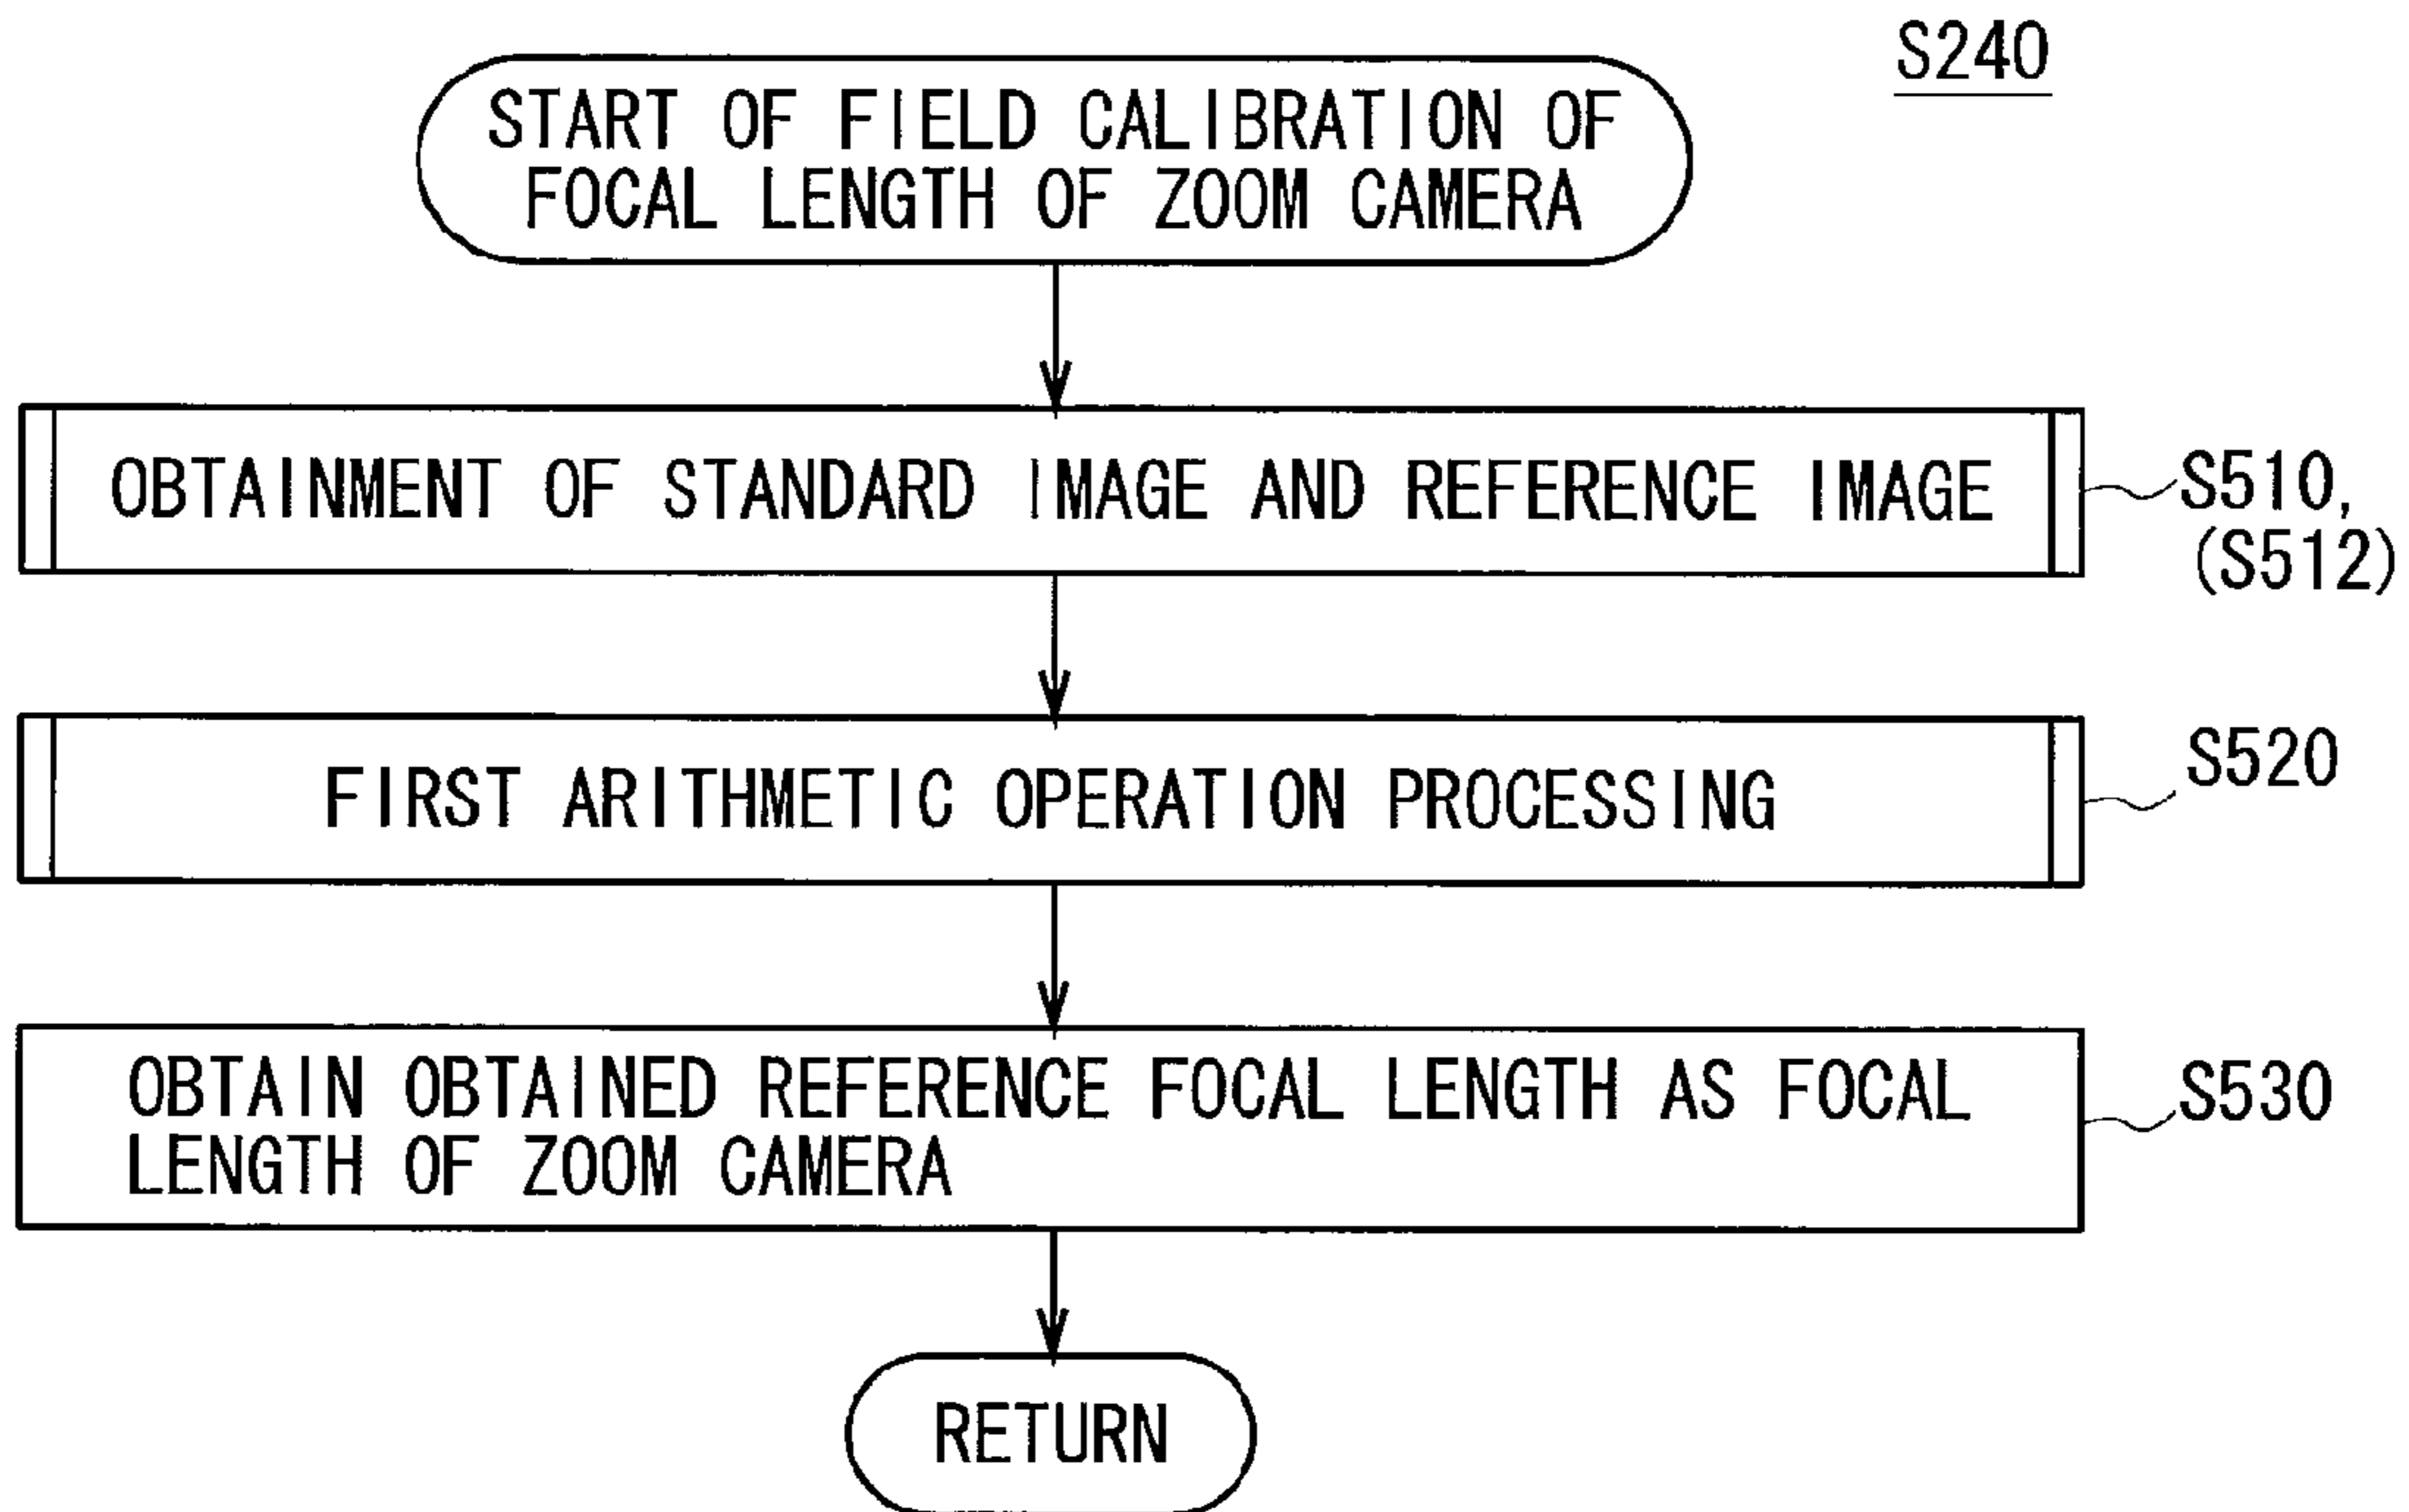 S240
START OF FIELD CALIBRATION OF
FOCAL LENGTH OF ZOOM CAMERA
OBTAINMENT OF STANDARD IMAGE AND REFERENCE IMAGE
S510,
(S512)
FIRST ARITHMETIC OPERATION PROCESSING
S520
OBTAIN OBTAINED REFERENCE FOCAL LENGTH AS FOCAL
LENGTH OF ZOOM CAMERA
S530
RETURN